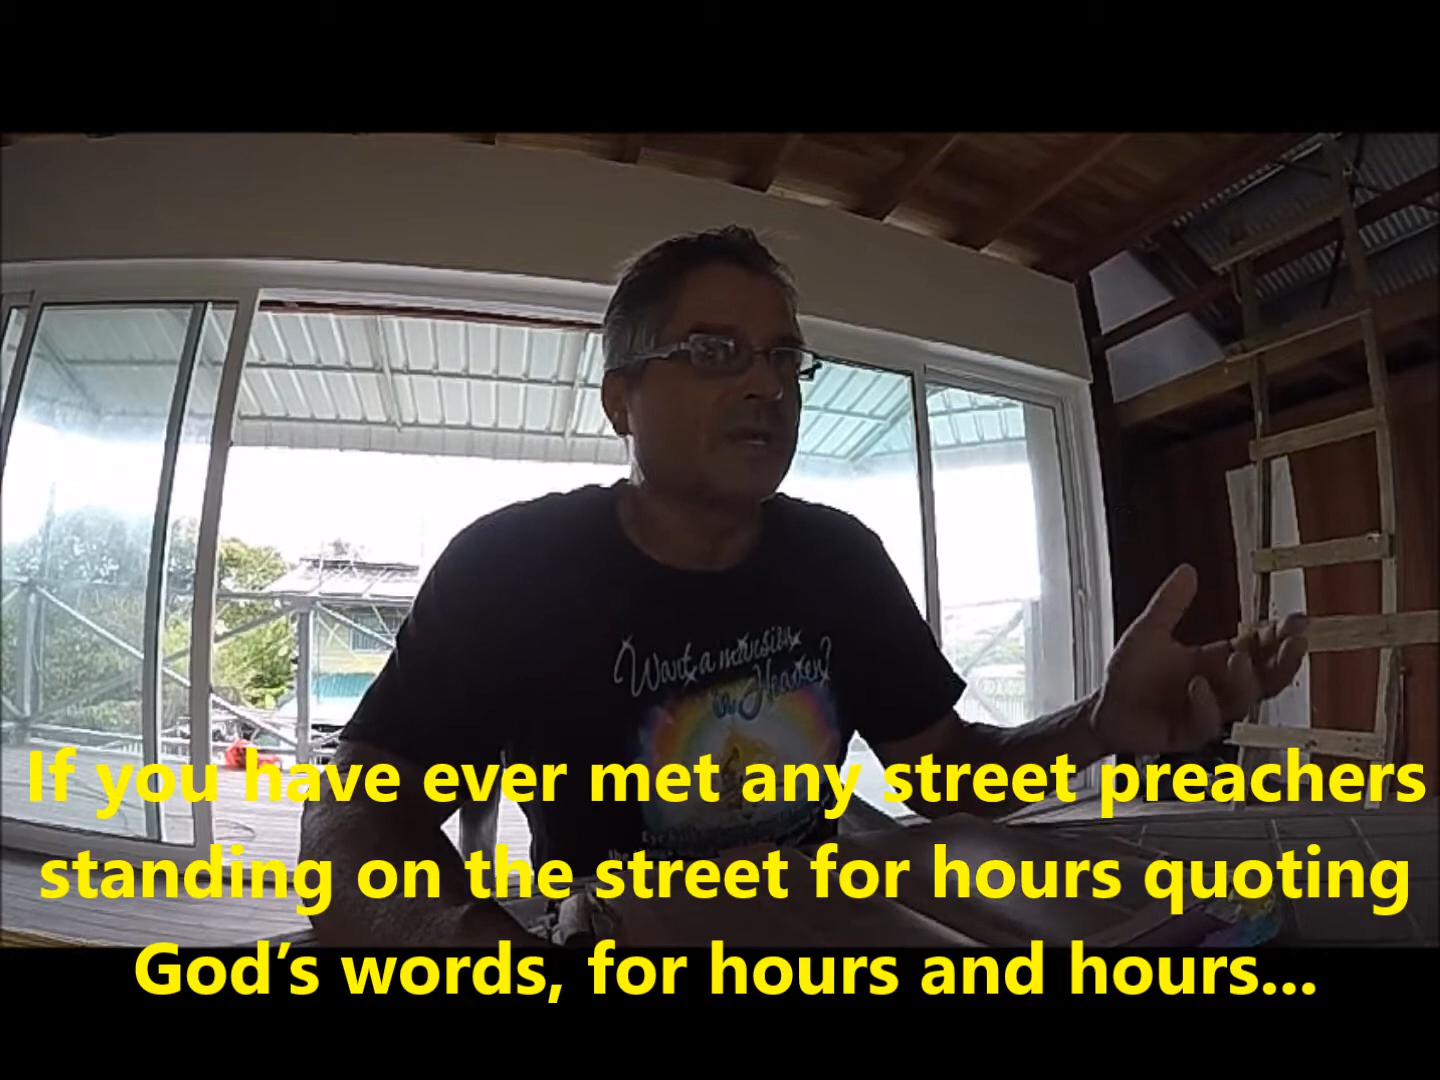 Want a mansion
in Heaven?
If you have ever met any street preachers
standing on the street for hours quoting
God’s words, for hours and hours...